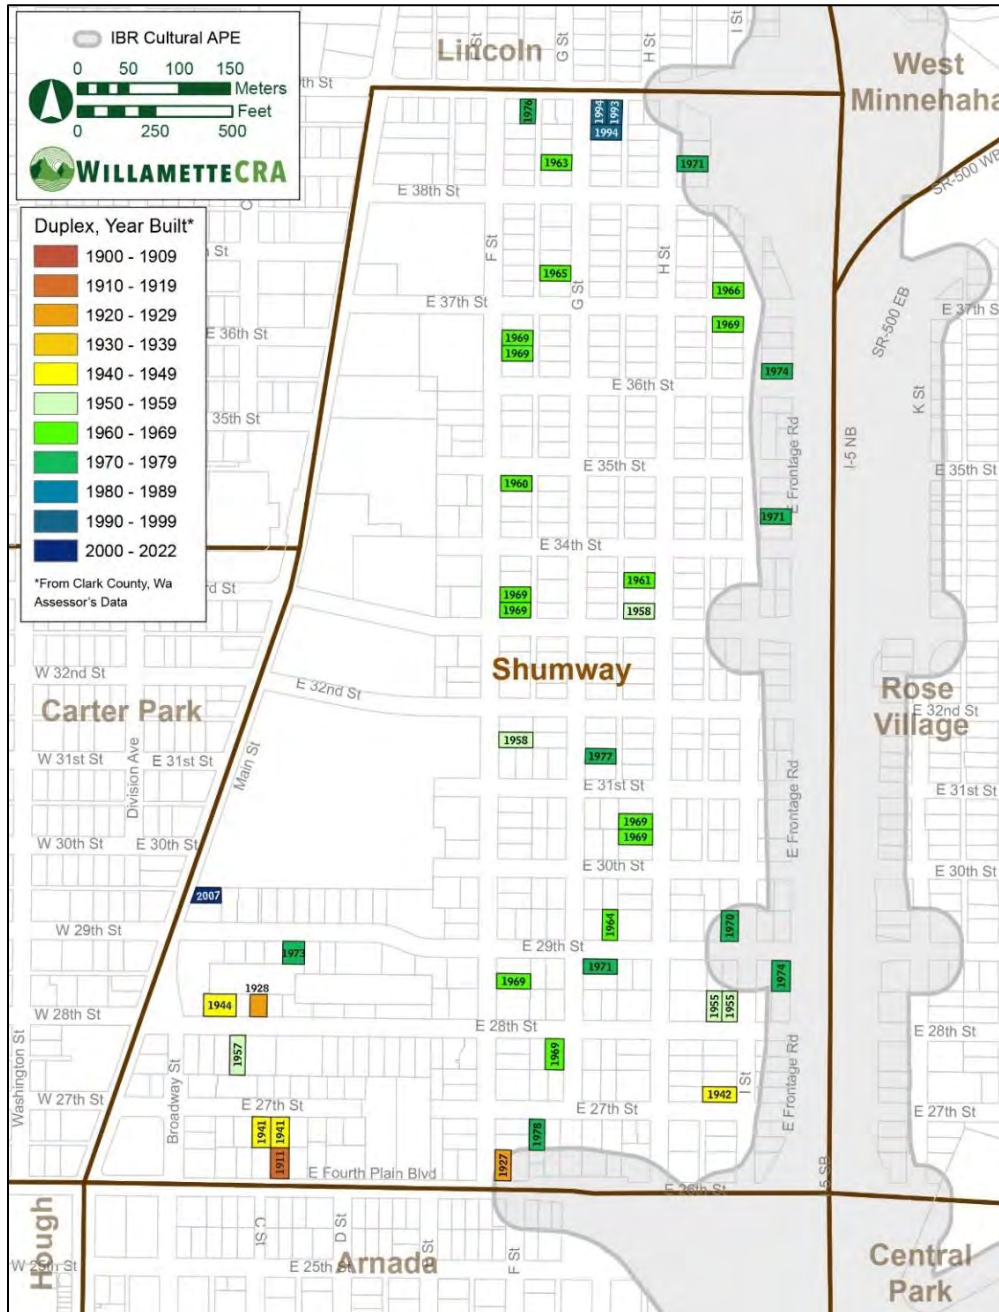 IBR Cultural APE
0 50 100 150
Meters
Feet
0 250 500
WILLAMETTECRA
Duplex, Year Built*
1900 - 1909
1910 - 1919
1920 - 1929
1930 - 1939
1940 - 1949
1950 - 1959
1960 - 1969
1970 - 1979
1980 - 1989
1990 - 1999
2000 - 2022
*From Clark County, Wa
Assessor's Data
Lincoln
G St
H St
I St
West
Minnehaha
1976
1994
1993
1994
1963
1971
E 38th St
SR-500 WB
F St
H St
1965
G St
1966
E 37th St
E 37th S
SR-500 EB
E 36th St
1969
1969
1969
1974
E 36th St
K St
35th St
E Frontage Rd
I-5 NB
E 35th St
E 35th St
1960
1971
E 34th St
1961
1969
1969
1958
W 32nd St
Shumway
E 32nd St
Carter Park
Rose
Village
E 32nd St
Division Ave
Main St
1958
W 31st St
E 31st St
1977
E 31st St
E 31st St
E Frontage Rd
1969
1969
W 30th St
E 30th St
E 30th St
E 30th St
2007
1964
1970
W 29th St
E 29th St
1973
1971
1974
1969
1928
1944
1955
1955
W 28th St
E 28th St
E 28th St
Washington St
1957
1969
E Frontage Rd
W 27th St
1942
I St
Broadway St
E 27th St
E 27th St
E 27th St
1941
1941
1978
1911
E Fourth Plain Blvd
1927
E 26th St
Hough
C St
D St
F St
Arnada
E 25th St
Central
Park